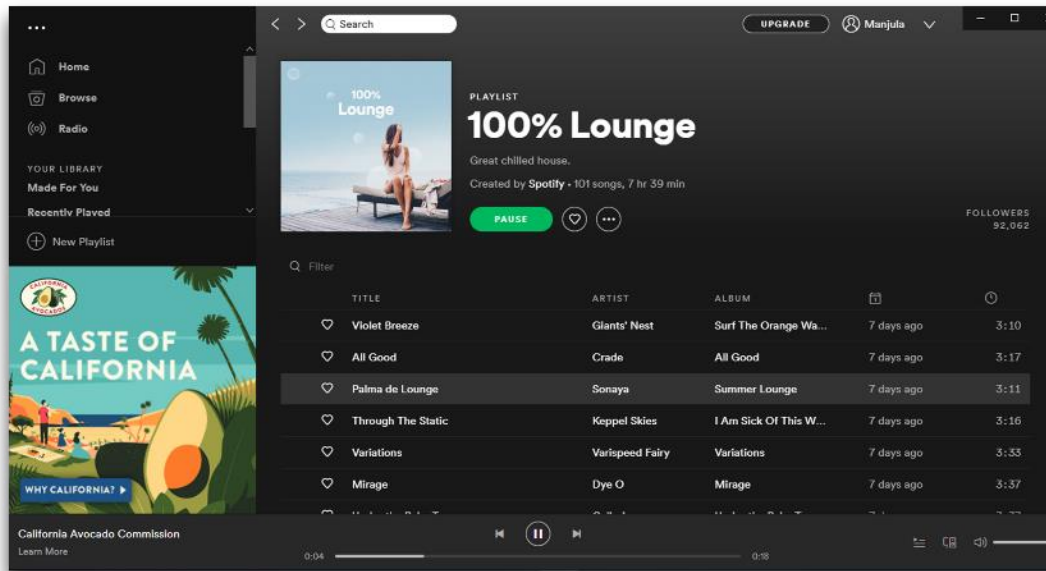 Search
UPGRADE
Manjula
Home
Browse
Radio
YOUR LIBRARY
Made For You
Recently Played
New Playlist
CALIFORNIA
AVOCADOS
A TASTE OF
CALIFORNIA
WHY CALIFORNIA?
100%
Lounge
PLAYLIST
100% Lounge
Great chilled house.
Created by Spotify • 101 songs, 7 hr 39 min
PAUSE
FOLLOWERS
92,062
Filter
TITLE ARTIST ALBUM
Violet Breeze Giants' Nest Surf The Orange Wa... 7 days ago 3:10
All Good Crade All Good 7 days ago 3:17
Palma de Lounge Sonaya Summer Lounge 7 days ago 3:11
Through The Static Keppel Skies I Am Sick Of This W... 7 days ago 3:16
Variations Varispeed Fairy Variations 7 days ago 3:33
Mirage Dye O Mirage 7 days ago 3:37
California Avocado Commission
Learn More
0:04 0:18